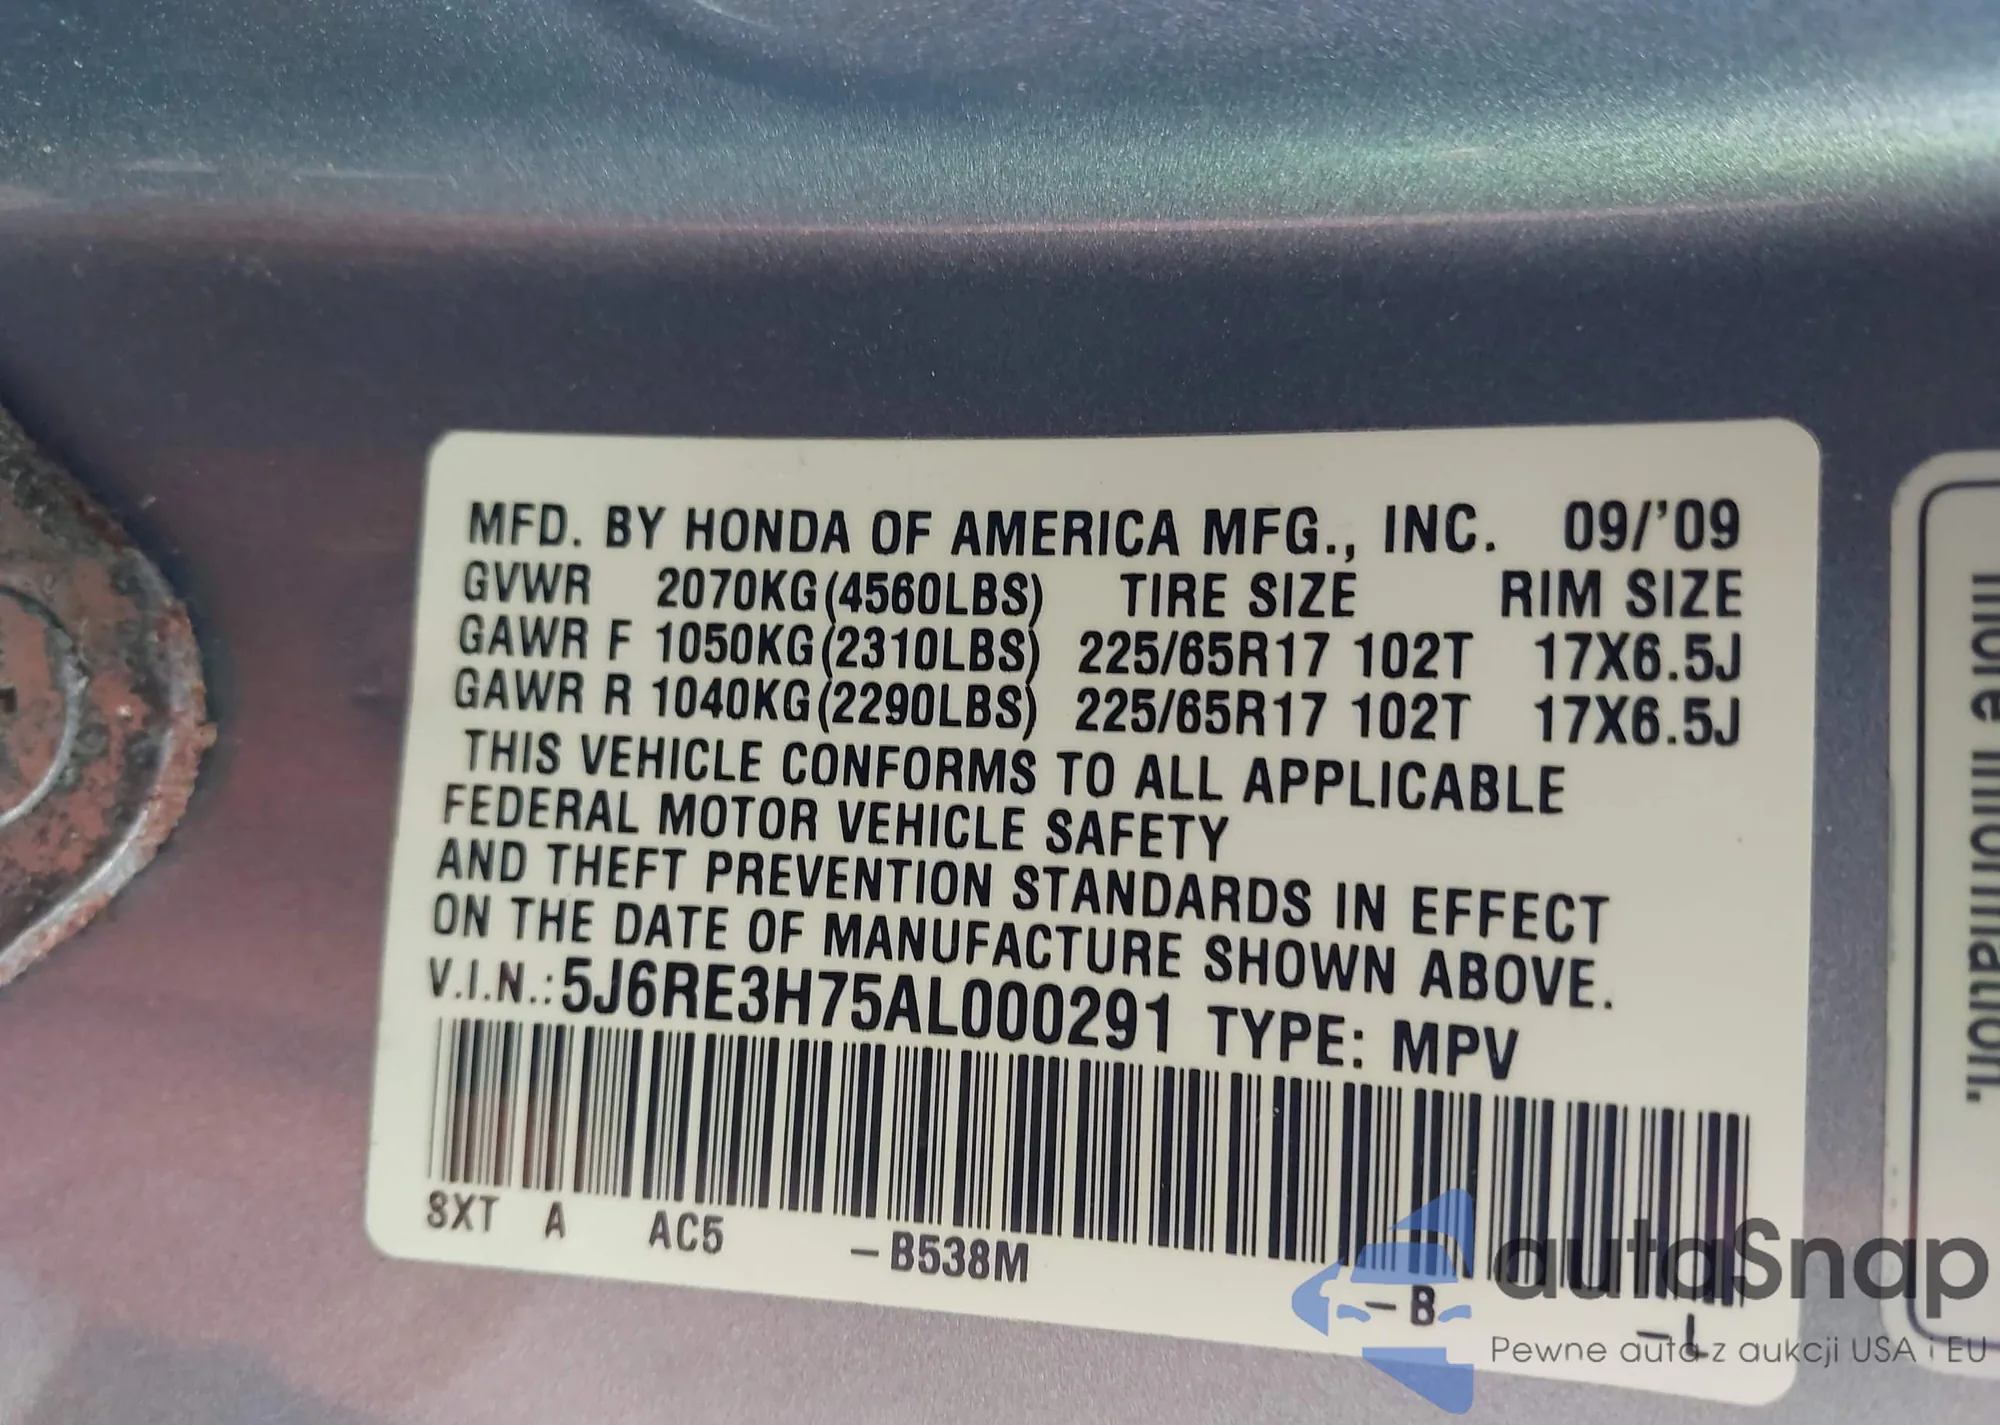 MFD. BY HONDA OF AMERICA MFG., INC. 09/'09
GVWR 2070KG(4560LBS) TIRE SIZE RIM SIZE
GAWR F 1050KG(2310LBS) 225/65R17 102T 17X6.5J
GAWR R 1040KG(2290LBS) 225/65R17 102T 17X6.5J
THIS VEHICLE CONFORMS TO ALL APPLICABLE
FEDERAL MOTOR VEHICLE SAFETY
AND THEFT PREVENTION STANDARDS IN EFFECT
ON THE DATE OF MANUFACTURE SHOWN ABOVE.
V.I.N.: 5J6RE3H75AL000291 TYPE: MPV
SXT A AC5 –B538M –B –L
more information.
autoSnap
Pewne auta z aukcji USA i EU